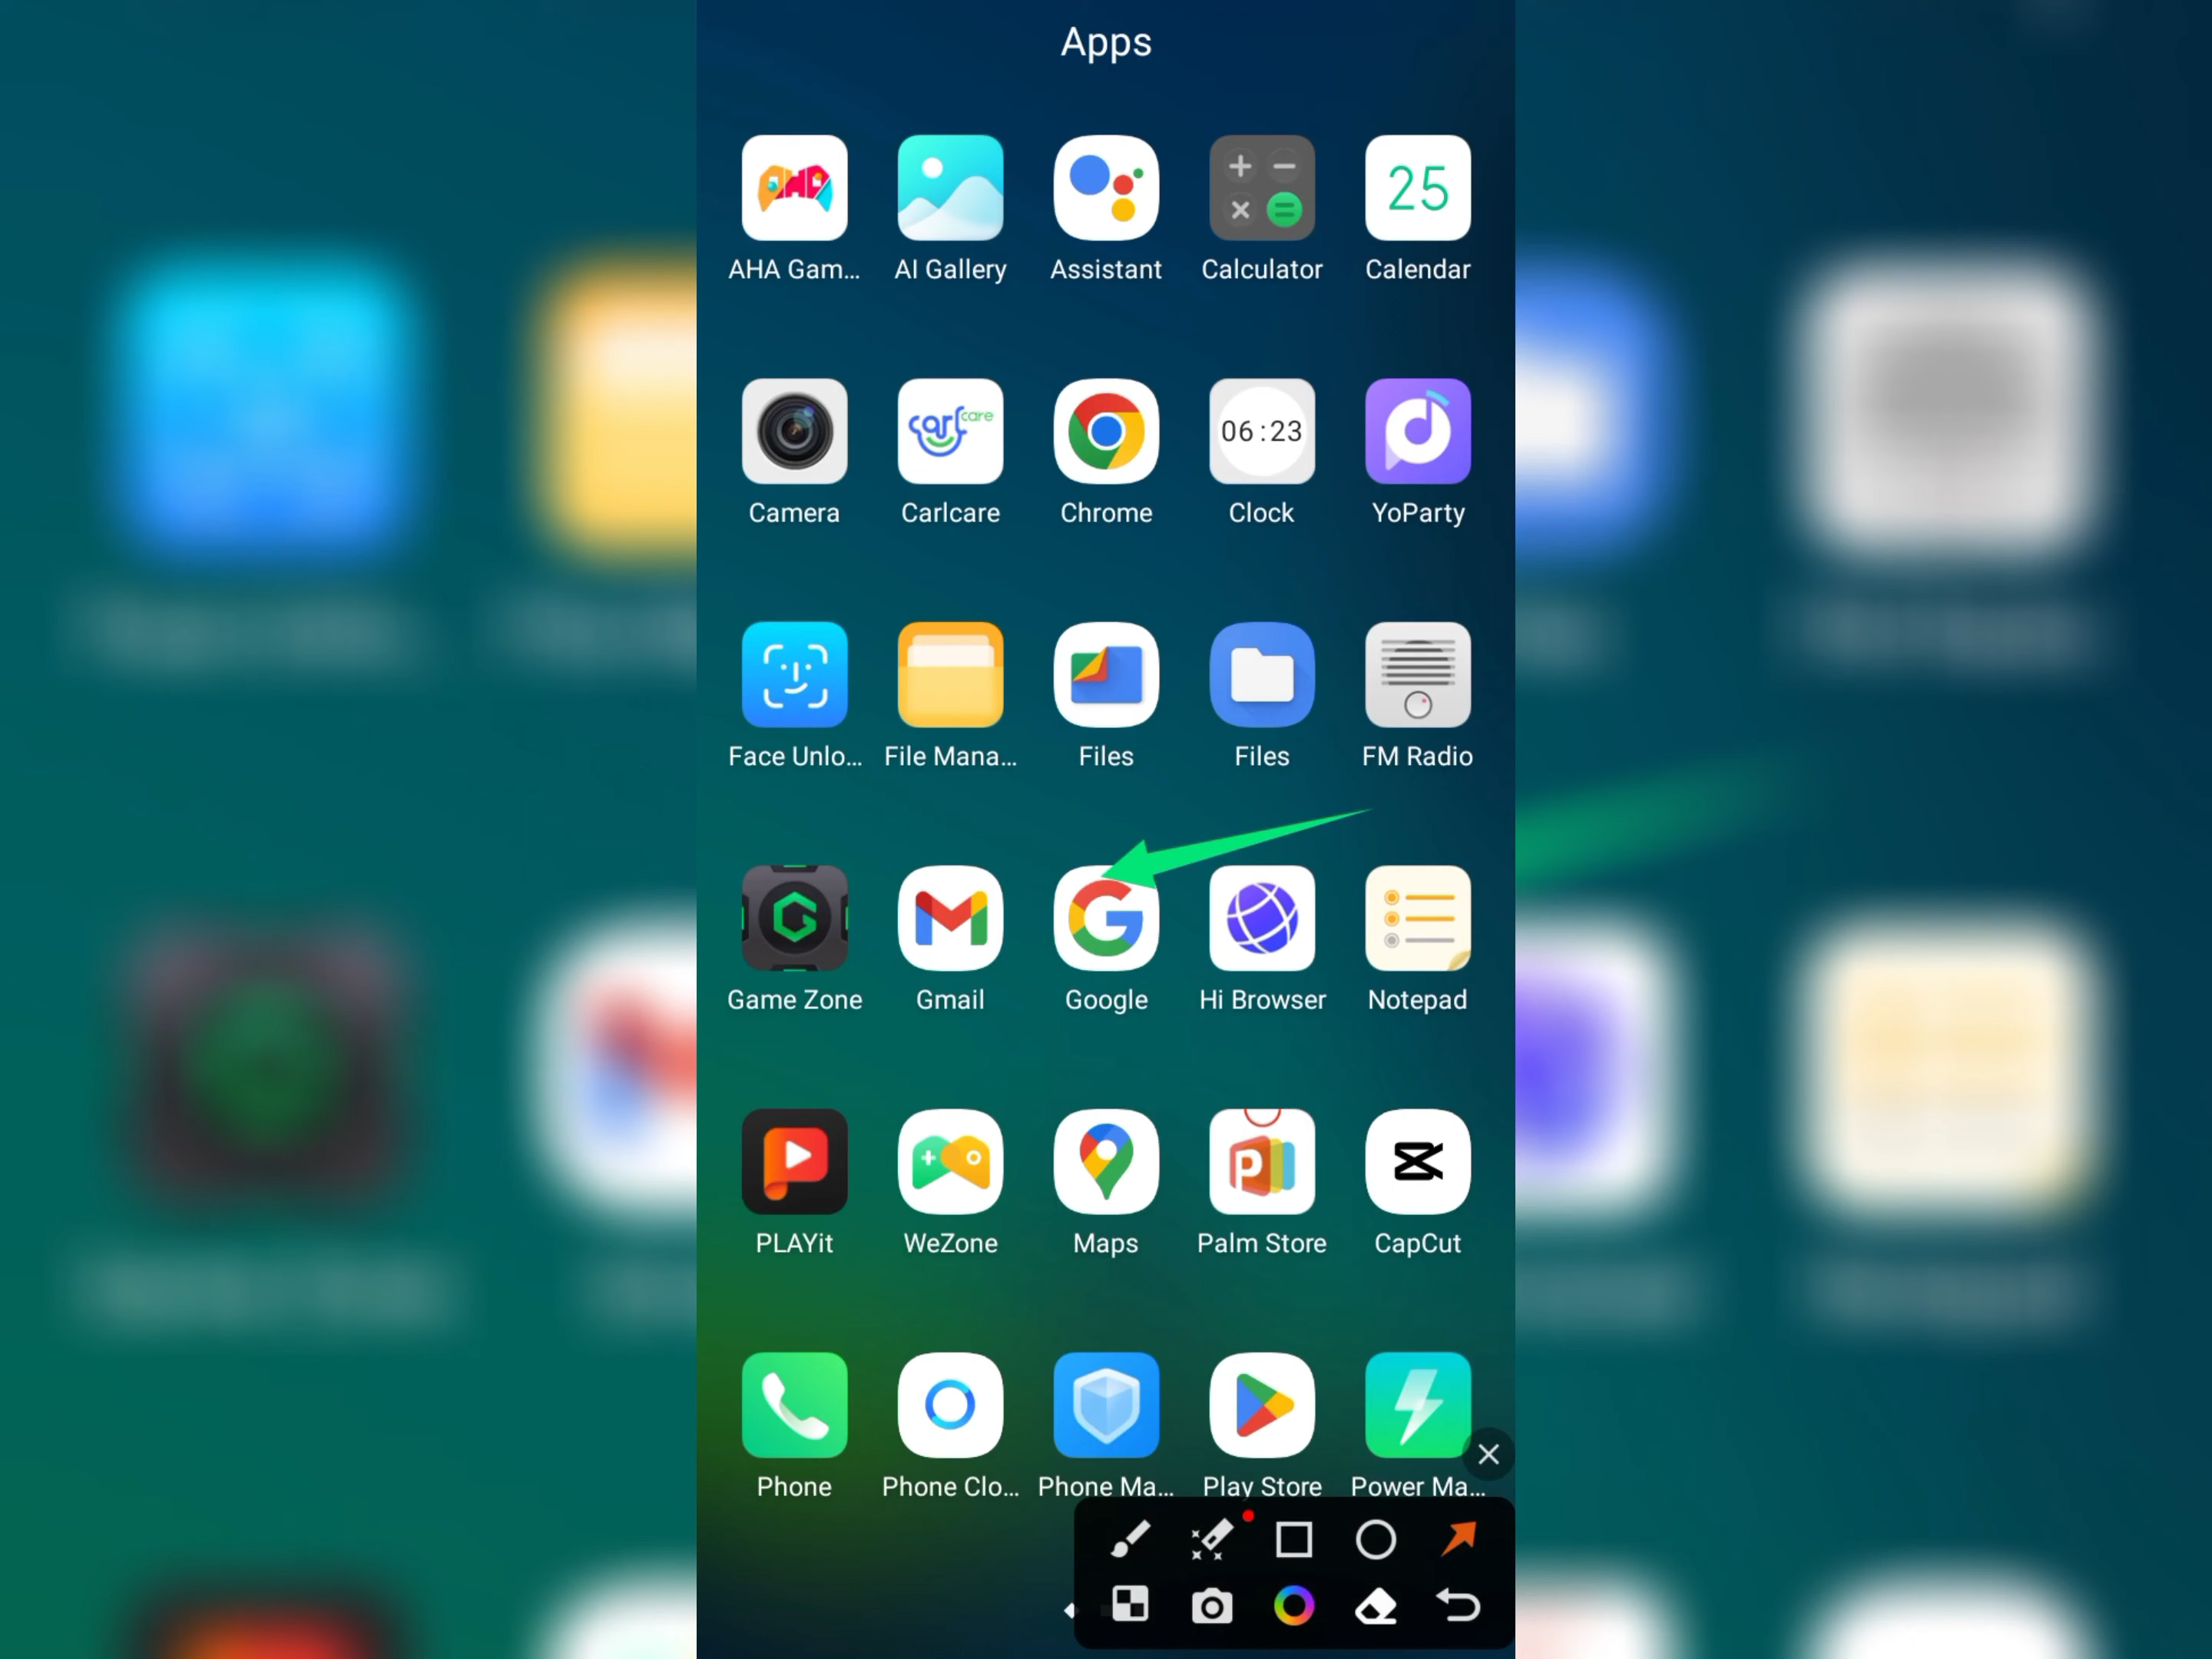 Apps
25
AHA Gam... AI Gallery Assistant Calculator Calendar
carl care 06:23
Camera Carlcare Chrome Clock YoParty
Face Unlo... File Mana... Files Files FM Radio
Game Zone Gmail Google Hi Browser Notepad
PLAYit WeZone Maps Palm Store CapCut
Phone Phone Clo... Phone Ma... Play Store Power Ma...